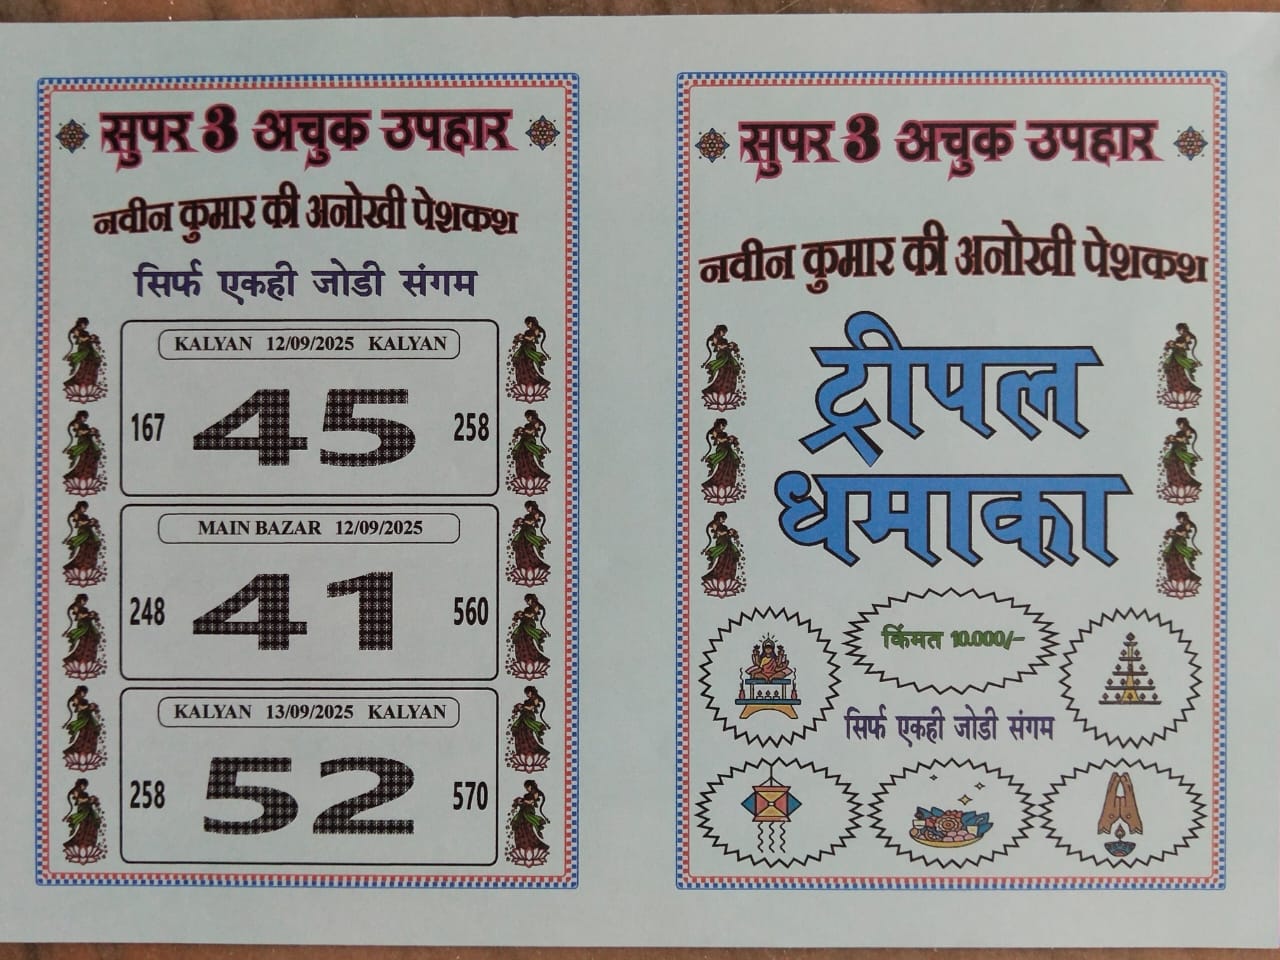 सुपर 3 अचुक उपहार
नवीन कुमार की अनोखी पेशकश
सिर्फ एकही जोडी संगम
KALYAN 12/09/2025 KALYAN
167 45 258
MAIN BAZAR 12/09/2025
248 41 560
KALYAN 13/09/2025 KALYAN
258 52 570
सुपर 3 अचुक उपहार
नवीन कुमार की अनोखी पेशकश
ट्रीपल
धमाका
किंमत 10.000/-
सिर्फ एकही जोडी संगम